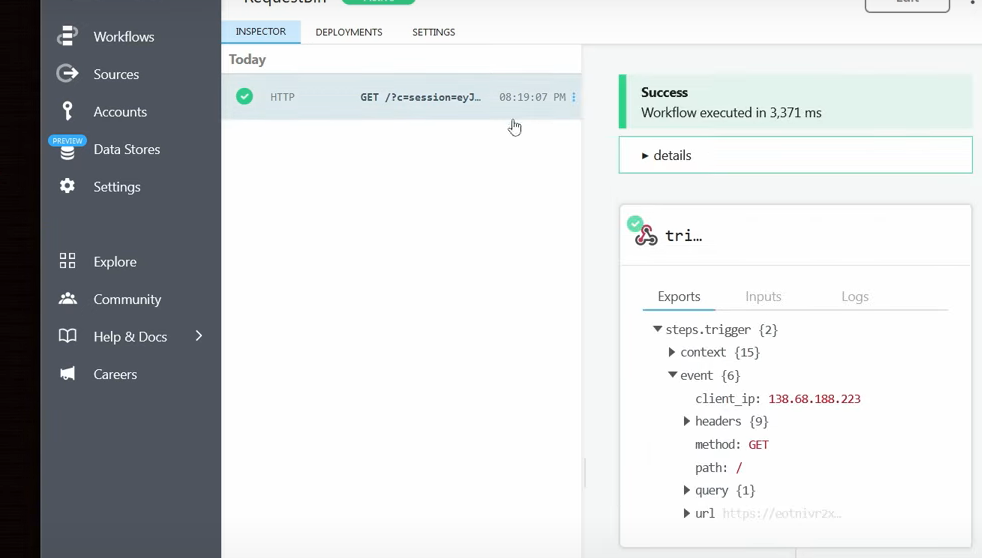 RequestBin
Edit
INSPECTOR DEPLOYMENTS SETTINGS
Workflows
Sources
Accounts
PREVIEW
Data Stores
Settings
Explore
Community
Help & Docs
Careers
Today
HTTP GET /?c=session=eyJ… 08:19:07 PM
Success
Workflow executed in 3,371 ms
details
tri…
Exports Inputs Logs
steps.trigger {2}
context {15}
event {6}
client_ip: 138.68.188.223
headers {9}
method: GET
path: /
query {1}
url https://eotnivr2x…